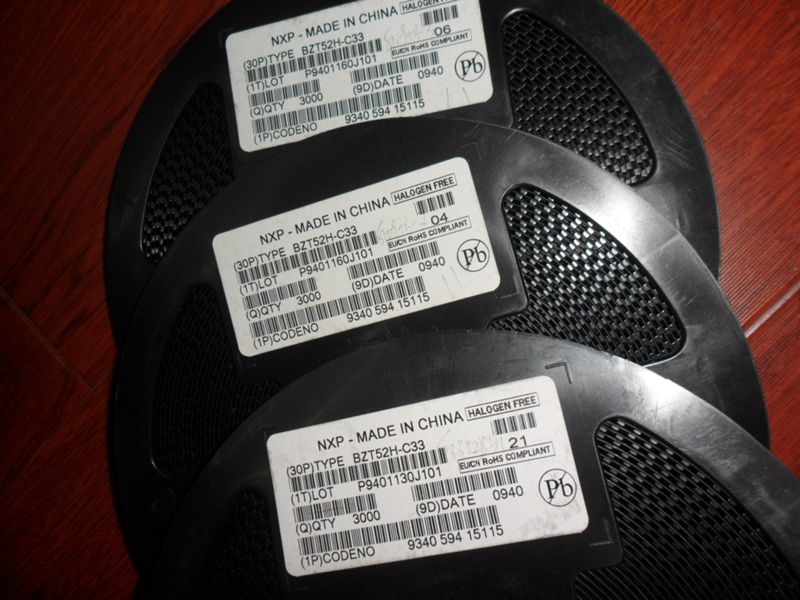 NXP - MADE IN CHINA HALOGEN FREE
(30P)TYPE BZT52H-C33 06
(1T)LOT P9401160J101 EU/CN RoHS COMPLIANT
(Q)QTY 3000 (9D)DATE 0940 Pb
(1P)CODENO 9340 594 15115
NXP - MADE IN CHINA HALOGEN FREE
(30P)TYPE BZT52H-C33 04
(1T)LOT P9401160J101 EU/CN RoHS COMPLIANT
(Q)QTY 3000 (9D)DATE 0940 Pb
(1P)CODENO 9340 594 15115
NXP - MADE IN CHINA HALOGEN FREE
(30P)TYPE BZT52H-C33 21
(1T)LOT P9401130J101 EU/CN RoHS COMPLIANT
(Q)QTY 3000 (9D)DATE 0940 Pb
(1P)CODENO 9340 594 15115